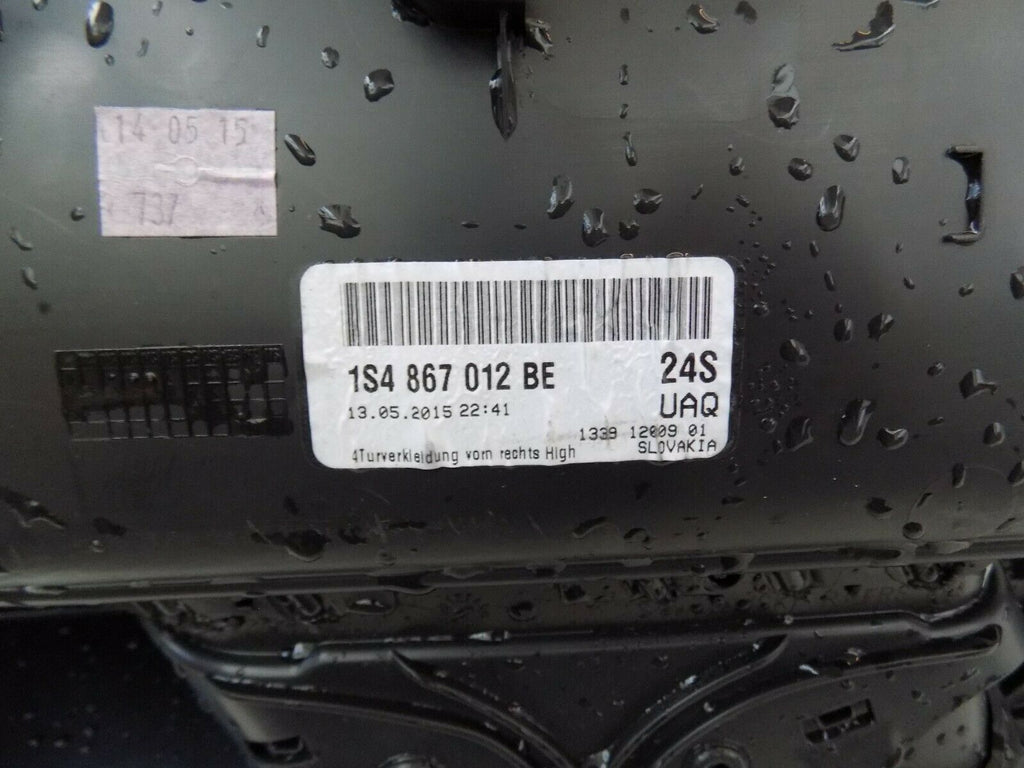 14 05 15
737
1S4 867 012 BE
24S
13.05.2015 22:41
UAQ
1339 12009 01
4Turverkleidung vorn rechts High
SLOVAKIA